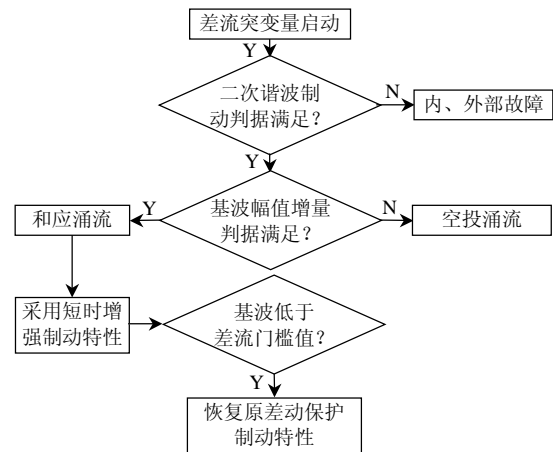 差流突变量启动
Y
二次谐波制
动判据满足?
N
内、外部故障
Y
基波幅值增量
判据满足?
Y
和应涌流
N
空投涌流
采用短时增
强制动特性
基波低于
差流门槛值?
Y
恢复原差动保护
制动特性